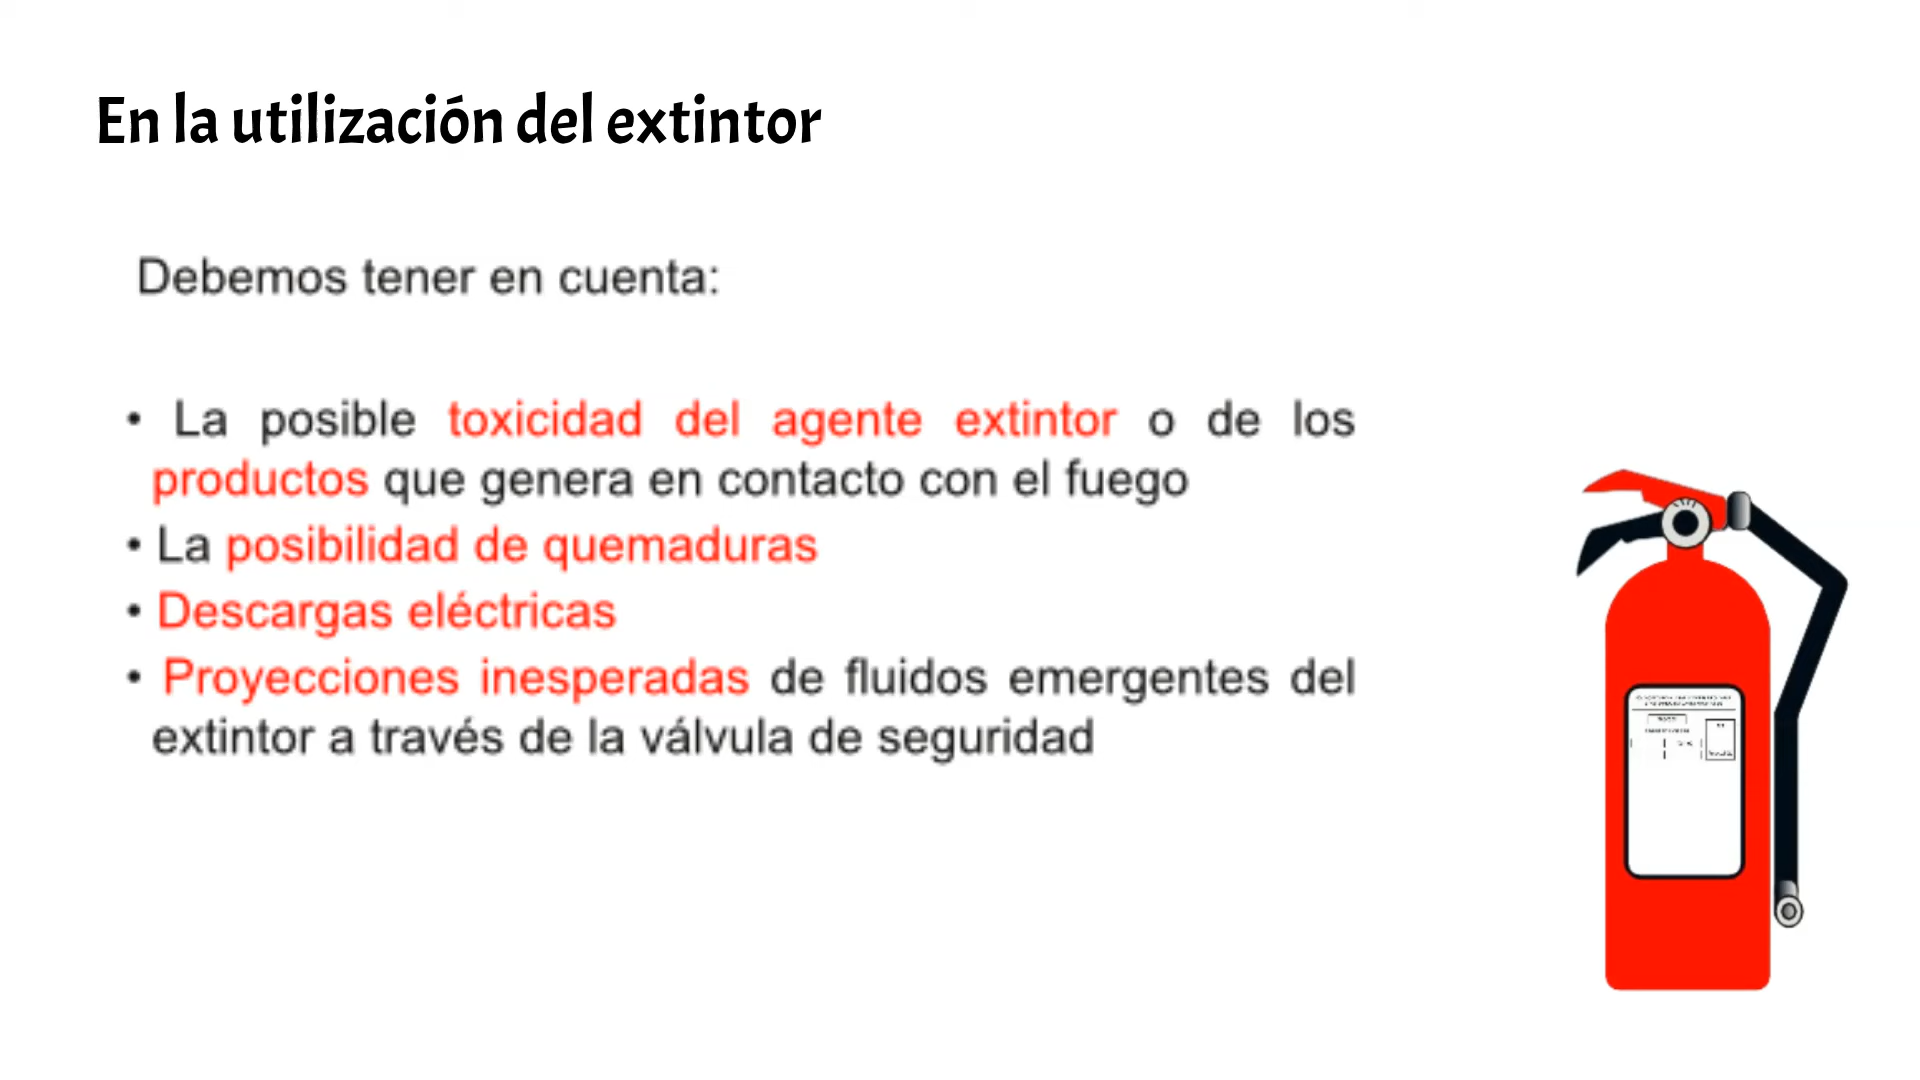 En la utilización del extintor
Debemos tener en cuenta:
• La posible toxicidad del agente extintor o de los
productos que genera en contacto con el fuego
• La posibilidad de quemaduras
• Descargas eléctricas
• Proyecciones inesperadas de fluidos emergentes del
extintor a través de la válvula de seguridad